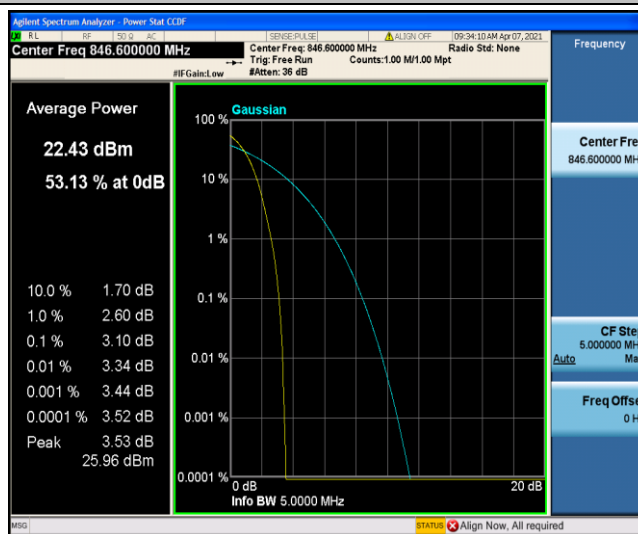 Agilent Spectrum Analyzer - Power Stat CCDF
RL RF 50 Ω AC SENSE:PULSE ALIGN OFF 09:34:10 AM Apr 07, 2021
Center Freq 846.600000 MHz
Center Freq: 846.600000 MHz Radio Std: None
Trig: Free Run Counts:1.00 M/1.00 Mpt
#IFGain:Low #Atten: 36 dB
Frequency
Average Power
22.43 dBm
53.13 % at 0dB
10.0 % 1.70 dB
1.0 % 2.60 dB
0.1 % 3.10 dB
0.01 % 3.34 dB
0.001 % 3.44 dB
0.0001 % 3.52 dB
Peak 3.53 dB
25.96 dBm
Gaussian
100 %
10 %
1 %
0.1 %
0.01 %
0.001 %
0.0001 %
0 dB 20 dB
Info BW 5.0000 MHz
Center Fre
846.600000 MH
CF Ste
5.000000 MH
Auto Ma
Freq Offse
0 H
MSG STATUS Align Now, All required